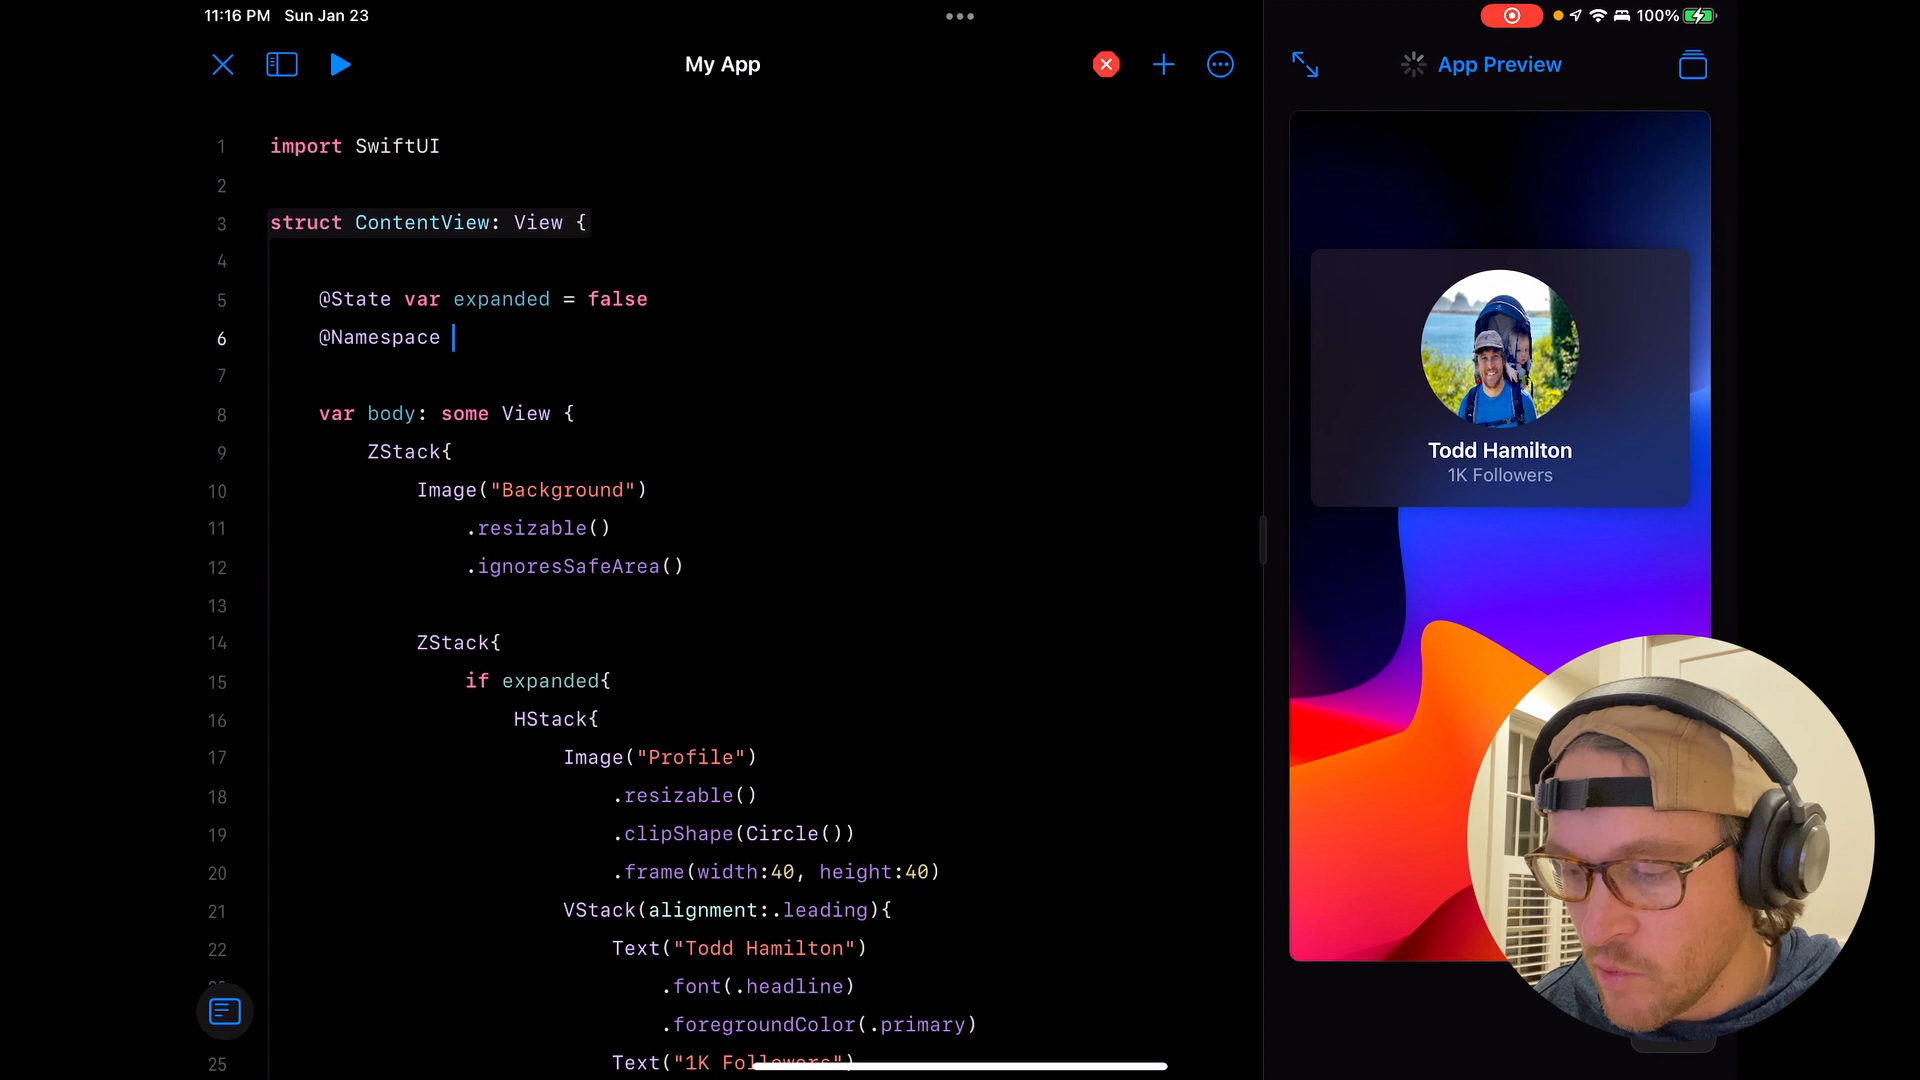 11:16 PM Sun Jan 23
100%
My App
App Preview
1 import SwiftUI
2
3 struct ContentView: View {
4
5 @State var expanded = false
6 @Namespace
7
8 var body: some View {
9 ZStack{
10 Image("Background")
11 .resizable()
12 .ignoresSafeArea()
13
14 ZStack{
15 if expanded{
16 HStack{
17 Image("Profile")
18 .resizable()
19 .clipShape(Circle())
20 .frame(width:40, height:40)
21 VStack(alignment:.leading){
22 Text("Todd Hamilton")
.font(.headline)
.foregroundColor(.primary)
25 Text("1K Followers")
Todd Hamilton
1K Followers